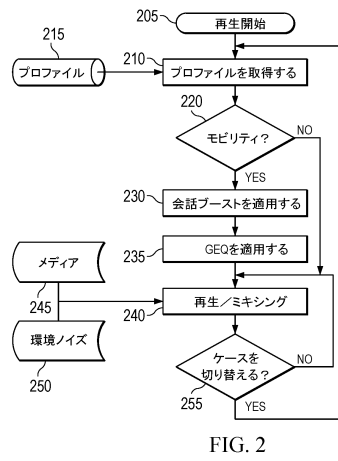 205
再生開始
215
プロファイル
210
プロファイルを取得する
220
モビリティ？
NO
YES
230
会話ブーストを適用する
235
GEQを適用する
メディア
245
再生／ミキシング
240
環境ノイズ
250
ケースを
切り替える？
NO
255
YES
FIG. 2